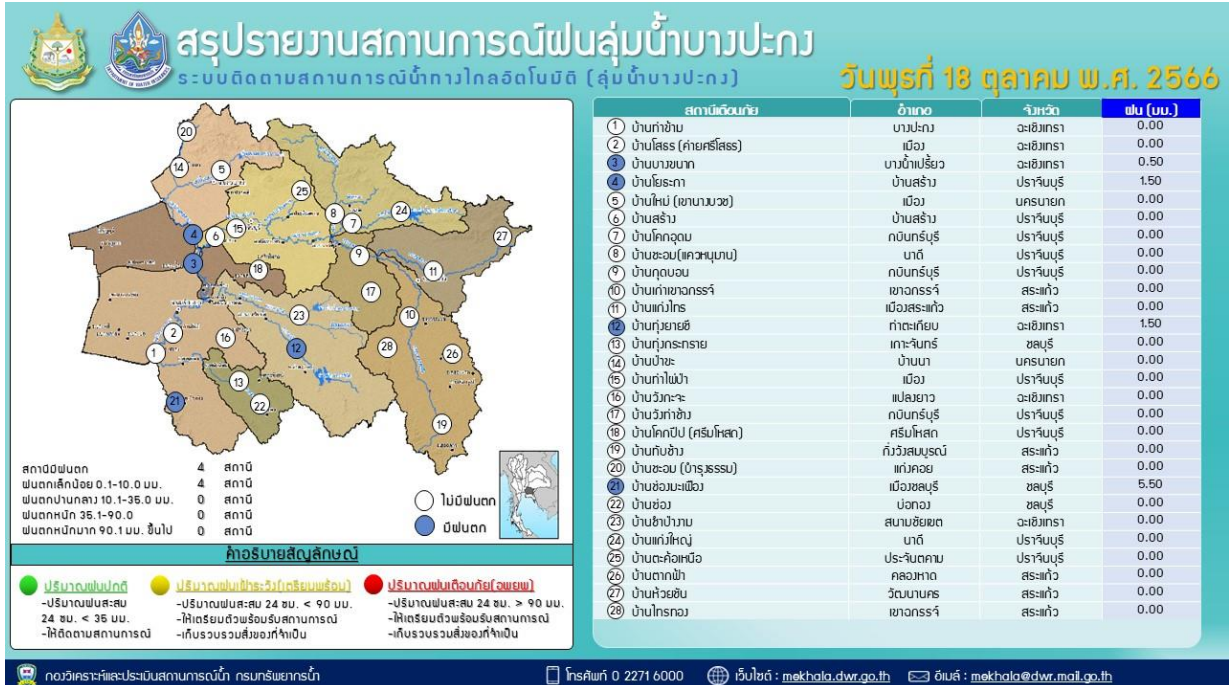 สรุปรายงานสถานการณ์ฝนลุ่มน้ำบางปะกง
ระบบติดตามสถานการณ์น้ำทางไกลอัตโนมัติ (ลุ่มน้ำบางปะกง)
วันพุธที่ 18 ตุลาคม พ.ศ. 2566
สถานีเตือนภัย อำเภอ จังหวัด ฝน (มม.)
1 บ้านท่าข้าม บางปะกง ฉะเชิงเทรา 0.00
2 บ้านโสธร (ค่ายศรีโสธร) เมือง ฉะเชิงเทรา 0.00
3 บ้านบางขนาก บางน้ำเปรี้ยว ฉะเชิงเทรา 0.50
4 บ้านโยธะกา บ้านสร้าง ปราจีนบุรี 1.50
5 บ้านใหม่ (เขานางบวช) เมือง นครนายก 0.00
6 บ้านสร้าง บ้านสร้าง ปราจีนบุรี 0.00
7 บ้านโคกอุดม กบินทร์บุรี ปราจีนบุรี 0.00
8 บ้านซะอม(แควหนุมาน) นาดี ปราจีนบุรี 0.00
9 บ้านกุดบอน กบินทร์บุรี ปราจีนบุรี 0.00
10 บ้านเก่าเขาฉกรรจ์ เขาฉกรรจ์ สระแก้ว 0.00
11 บ้านแก่งไทร เมืองสระแก้ว สระแก้ว 0.00
12 บ้านทุ่งยายชี ท่าตะเกียบ ฉะเชิงเทรา 1.50
13 บ้านทุ่งกระทราย เกาะจันทร์ ชลบุรี 0.00
14 บ้านป่าขะ บ้านนา นครนายก 0.00
15 บ้านท่าไผ่ป่า เมือง ปราจีนบุรี 0.00
16 บ้านวังกะจะ แปลงยาว ฉะเชิงเทรา 0.00
17 บ้านวังท่าช้าง กบินทร์บุรี ปราจีนบุรี 0.00
18 บ้านโคกปีป (ศรีมโหสถ) ศรีมโหสถ ปราจีนบุรี 0.00
19 บ้านทับช้าง กิ่งวังสมบูรณ์ สระแก้ว 0.00
20 บ้านซะอม (บำรุงธรรม) แก่งคอย สระแก้ว 0.00
21 บ้านช่องมะเฟือง เมืองชลบุรี ชลบุรี 5.50
22 บ้านช่อง บ่อทอง ชลบุรี 0.00
23 บ้านชำป่างาม สนามชัยเขต ฉะเชิงเทรา 0.00
24 บ้านแก่งใหญ่ นาดี ปราจีนบุรี 0.00
25 บ้านตะคร้อเหนือ ประจันตคาม ปราจีนบุรี 0.00
26 บ้านตากฟ้า คลองหาด สระแก้ว 0.00
27 บ้านห้วยชัน วัฒนานคร สระแก้ว 0.00
28 บ้านไทรทอง เขาฉกรรจ์ สระแก้ว 0.00
สถานีมีฝนตก 4 สถานี
ฝนตกเล็กน้อย 0.1-10.0 มม. 4 สถานี
ฝนตกปานกลาง 10.1-35.0 มม. 0 สถานี
ฝนตกหนัก 35.1-90.0 0 สถานี
ฝนตกหนักมาก 90.1 มม. ขึ้นไป 0 สถานี
ไม่มีฝนตก
มีฝนตก
คำอธิบายสัญลักษณ์
ปริมาณฝนปกติ
-ปริมาณฝนสะสม
24 ชม. < 35 มม.
-ให้ติดตามสถานการณ์
ปริมาณฝนเฝ้าระวัง(เตรียมพร้อม)
-ปริมาณฝนสะสม 24 ชม. < 90 มม.
-ให้เตรียมตัวพร้อมรับสถานการณ์
-เก็บรวบรวมสิ่งของที่จำเป็น
ปริมาณฝนเตือนภัย(อพยพ)
-ปริมาณฝนสะสม 24 ชม. > 90 มม.
-ให้เตรียมตัวพร้อมรับสถานการณ์
-เก็บรวบรวมสิ่งของที่จำเป็น
กองวิเคราะห์และประเมินสถานการณ์น้ำ กรมทรัพยากรน้ำ โทรศัพท์ 0 2271 6000 เว็บไซต์ : mekhala.dwr.go.th อีเมล์ : mekhala@dwr.mail.go.th